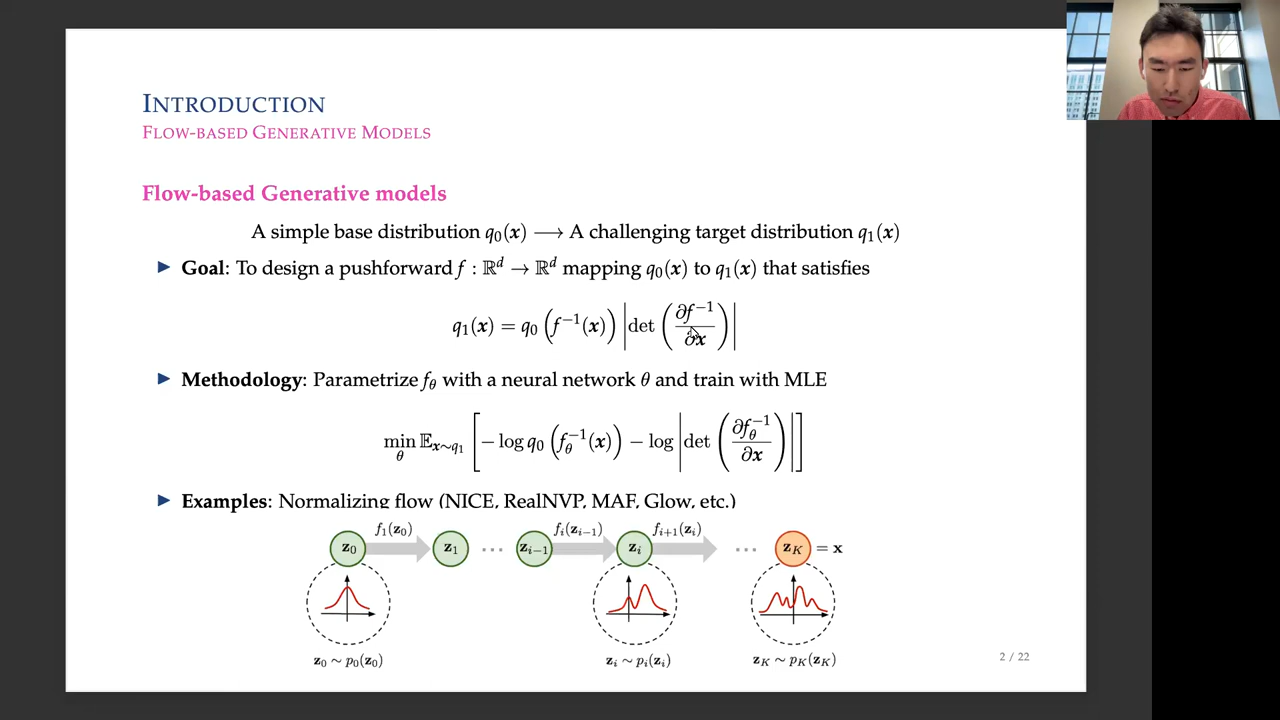 INTRODUCTION
FLOW-BASED GENERATIVE MODELS
Flow-based Generative models
A simple base distribution q₀(x) ⟶ A challenging target distribution q₁(x)
▶ Goal: To design a pushforward f : ℝᵈ → ℝᵈ mapping q₀(x) to q₁(x) that satisfies
q₁(x) = q₀ (f⁻¹(x)) |det (∂f⁻¹/∂x)|
▶ Methodology: Parametrize f_θ with a neural network θ and train with MLE
min_θ 𝔼_{x∼q₁} [− log q₀ (f_θ⁻¹(x)) − log |det (∂f_θ⁻¹/∂x)|]
▶ Examples: Normalizing flow (NICE, RealNVP, MAF, Glow, etc.)
f₁(z₀) f_i(z_{i−1}) f_{i+1}(z_i)
z₀ z₁ ⋯ z_{i−1} z_i ⋯ z_K = x
z₀ ∼ p₀(z₀) z_i ∼ p_i(z_i) z_K ∼ p_K(z_K)
2 / 22